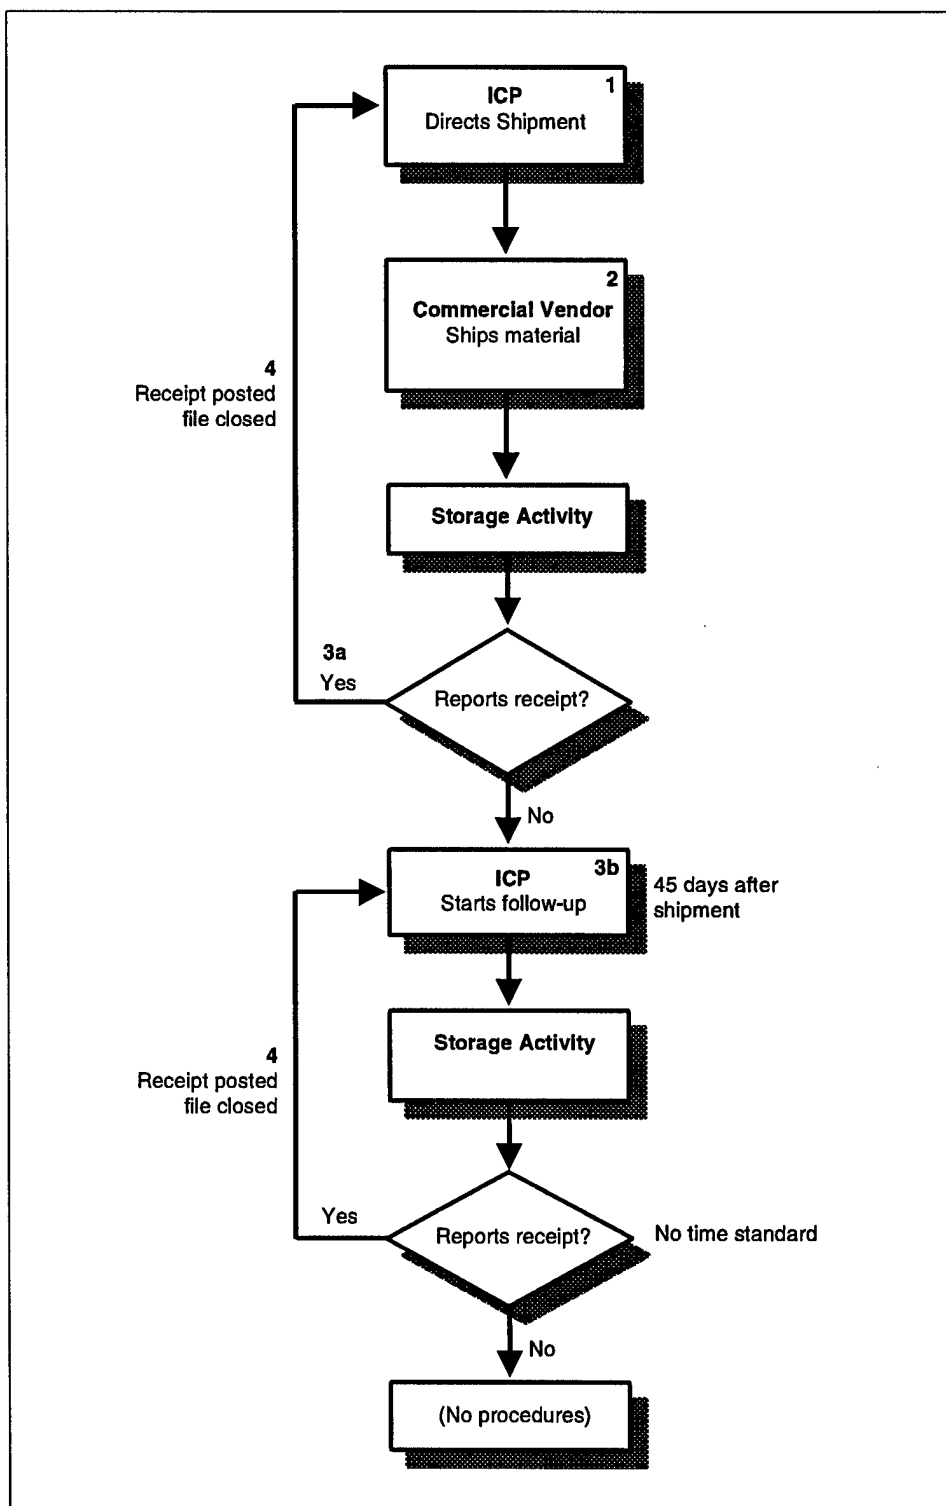 1
ICP
Directs Shipment
2
Commercial Vendor
Ships material
4
Receipt posted
file closed
Storage Activity
3a
Yes
Reports receipt?
No
3b
ICP
Starts follow-up
45 days after
shipment
Storage Activity
4
Receipt posted
file closed
Yes
Reports receipt?
No time standard
No
(No procedures)